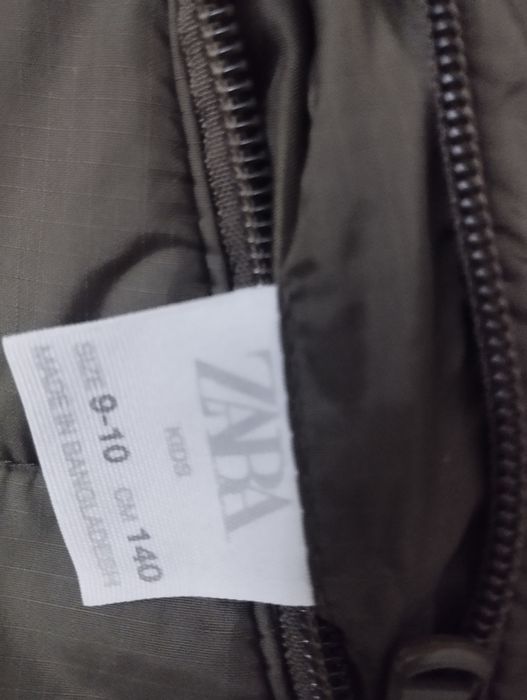 ZARA
KIDS
SIZE 9-10 CM 140
MADE IN BANGLADESH